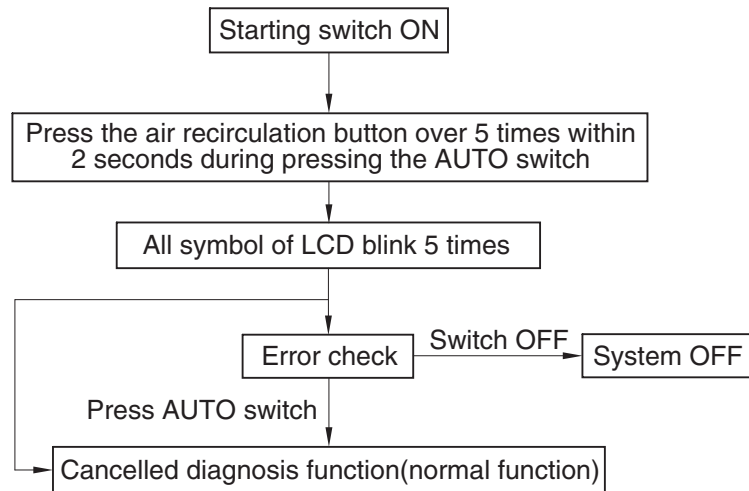 Starting switch ON
Press the air recirculation button over 5 times within
2 seconds during pressing the AUTO switch
All symbol of LCD blink 5 times
Error check
Switch OFF
System OFF
Press AUTO switch
Cancelled diagnosis function(normal function)